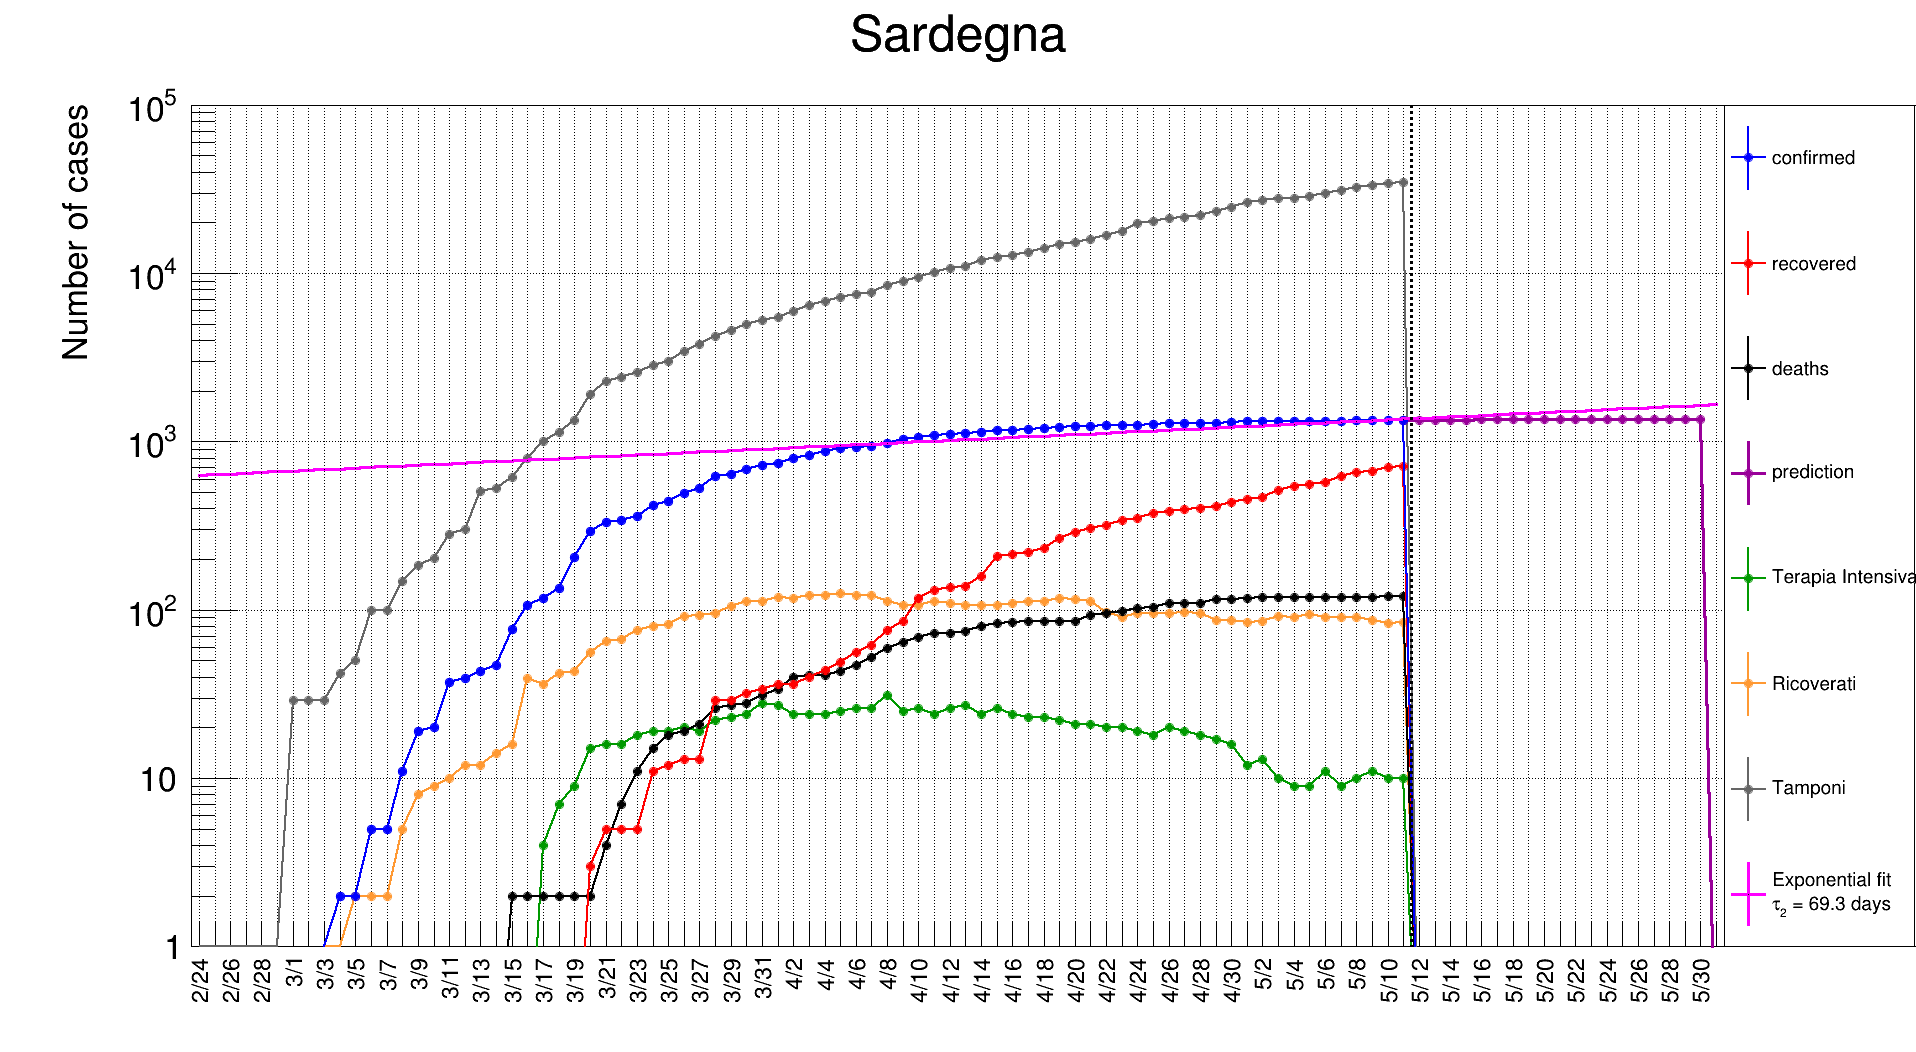 Sardegna
Number of cases
10^5
10^4
10^3
10^2
10
1
2/24 2/26 2/28 3/1 3/3 3/5 3/7 3/9 3/11 3/13 3/15 3/17 3/19 3/21 3/23 3/25 3/27 3/29 3/31 4/2 4/4 4/6 4/8 4/10 4/12 4/14 4/16 4/18 4/20 4/22 4/24 4/26 4/28 4/30 5/2 5/4 5/6 5/8 5/10 5/12 5/14 5/16 5/18 5/20 5/22 5/24 5/26 5/28 5/30
confirmed
recovered
deaths
prediction
Terapia Intensiva
Ricoverati
Tamponi
Exponential fit
τ_2 = 69.3 days